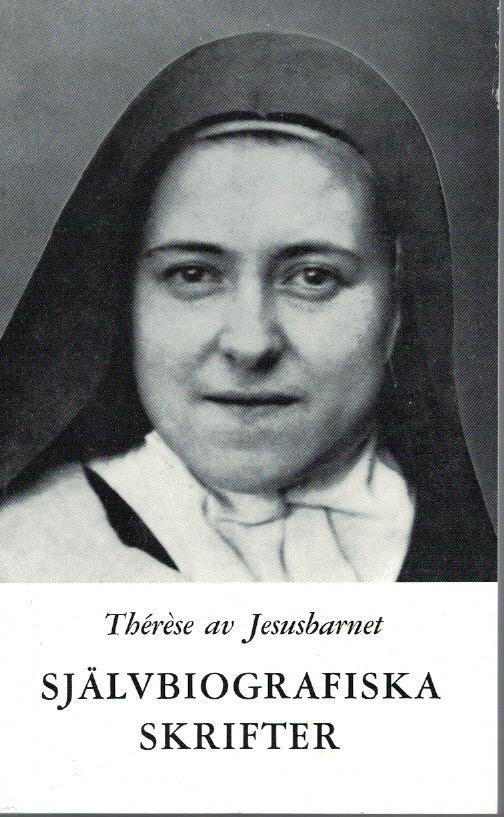 Thérèse av Jesusbarnet
SJÄLVBIOGRAFISKA
SKRIFTER